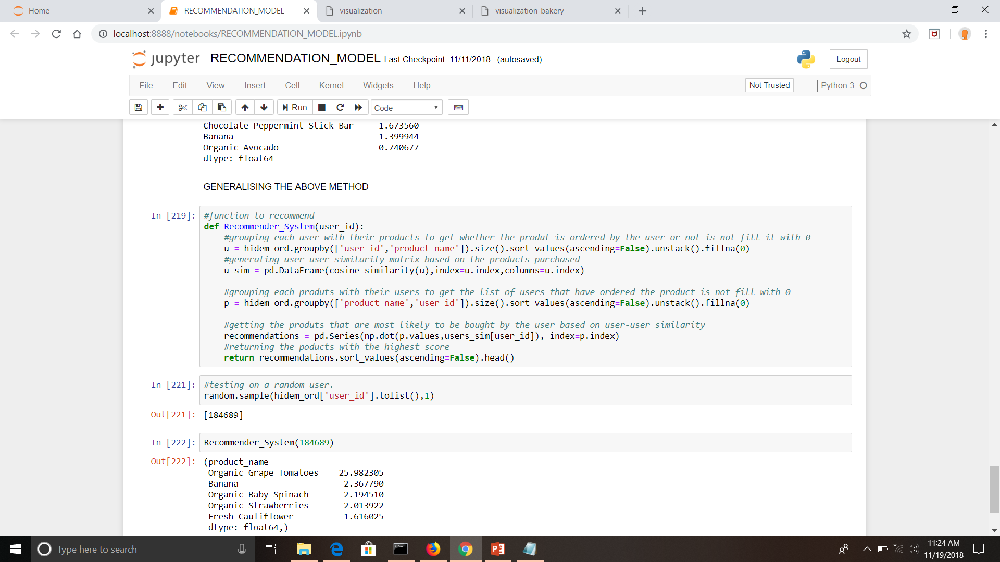 Home
RECOMMENDATION_MODEL
visualization
visualization-bakery
localhost:8888/notebooks/RECOMMENDATION_MODEL.ipynb
jupyter RECOMMENDATION_MODEL Last Checkpoint: 11/11/2018 (autosaved)
Logout
File Edit View Insert Cell Kernel Widgets Help
Not Trusted
Python 3
Run
Code
Chocolate Peppermint Stick Bar 1.673560
Banana 1.399944
Organic Avocado 0.740677
dtype: float64
GENERALISING THE ABOVE METHOD
In [219]: #function to recommend
def Recommender_System(user_id):
#grouping each user with their products to get whether the produt is ordered by the user or not is not fill it with 0
u = hidem_ord.groupby(['user_id','product_name']).size().sort_values(ascending=False).unstack().fillna(0)
#generating user-user similarity matrix based on the products purchased
u_sim = pd.DataFrame(cosine_similarity(u),index=u.index,columns=u.index)
#grouping each produts with their users to get the list of users that have ordered the product is not fill with 0
p = hidem_ord.groupby(['product_name','user_id']).size().sort_values(ascending=False).unstack().fillna(0)
#getting the produts that are most likely to be bought by the user based on user-user similarity
recommendations = pd.Series(np.dot(p.values,users_sim[user_id]), index=p.index)
#returning the poducts with the highest score
return recommendations.sort_values(ascending=False).head()
In [221]: #testing on a random user.
random.sample(hidem_ord['user_id'].tolist(),1)
Out[221]: [184689]
In [222]: Recommender_System(184689)
Out[222]: (product_name
Organic Grape Tomatoes 25.982305
Banana 2.367790
Organic Baby Spinach 2.194510
Organic Strawberries 2.013922
Fresh Cauliflower 1.616025
dtype: float64,)
Type here to search
11:24 AM
11/19/2018